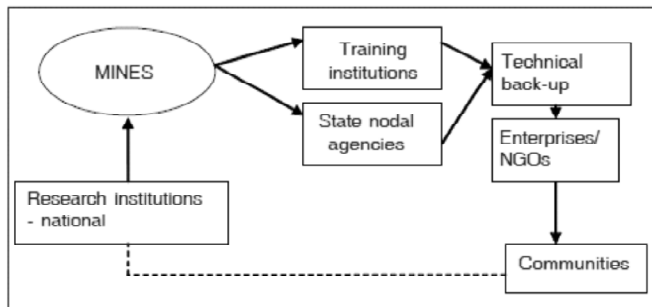 MINES
Training
institutions
State nodal
agencies
Technical
back-up
Enterprises/
NGOs
Research institutions
- national
Communities